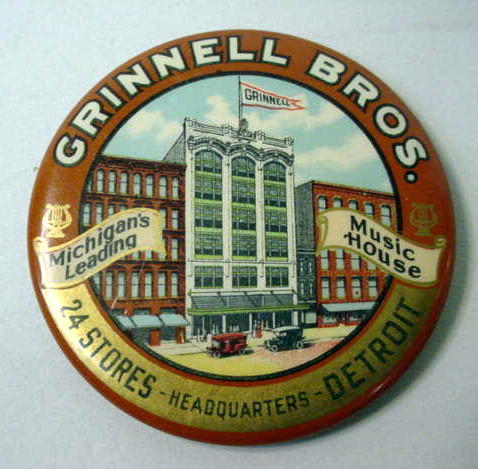 GRINNELL BROS.
GRINNELL
Michigan's
Leading
Music
House
24 STORES - HEADQUARTERS - DETROIT